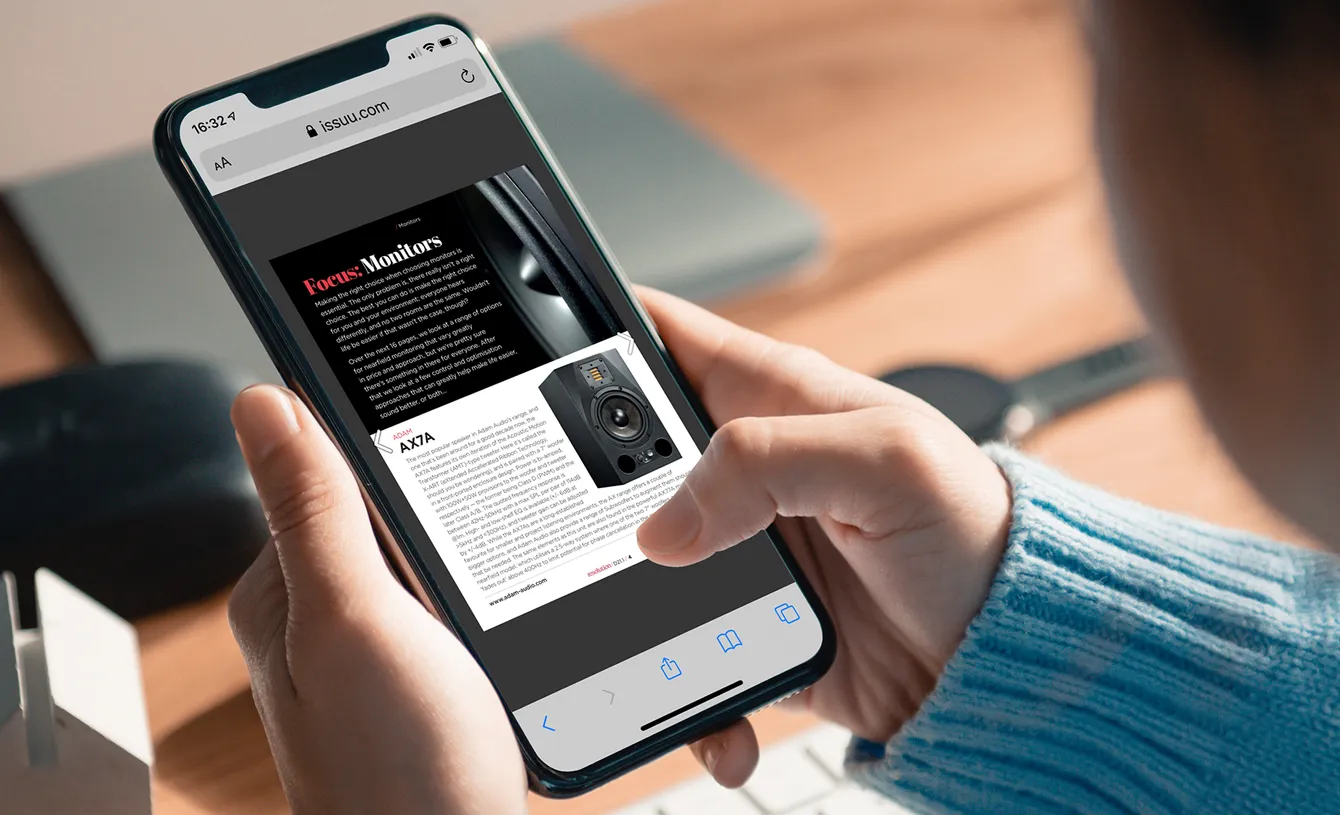 16:32
AA
issuu.com
/ Monitors
Focus: Monitors
Making the right choice when choosing monitors is
essential. The only problem is, there really isn't a right
choice. The best you can do is make the right choice
for you and your environment; everyone hears
differently, and no two rooms are the same. Wouldn't
life be easier if that wasn't the case, though?
Over the next 16 pages, we look at a range of options
for nearfield monitoring that vary greatly
in price and approach, but we're pretty sure
there's something in there for everyone. After
that we look at a few control and optimisation
approaches that can greatly help make life easier,
sound better, or both...
ADAM
AX7A
The most popular speaker in Adam Audio's range, and
one that's been around for a good decade now, the
AX7A features its own iteration of the Acoustic Motion
Transformer (AMT)-type tweeter. Here it's called the
X-ART (eXtended Accelerated Ribbon Technology,
should you be wondering), and is paired with a 7" woofer
in a front-ported enclosure design. Power is bi-amped,
with 100W+50W provisions to the woofer and tweeter
respectively — the former being Class D (PWM) and the
later Class A/B. The quoted frequency response is
between 42Hz-50kHz with a max SPL per pair of 114dB
@1m. High- and low-shelf EQ is available (+/- 6dB at
>5kHz and <300Hz), and tweeter gain can be adjusted
by +/-4dB. While the AX7As are a long-established
favourite for smaller and project listening environments, the AX range offers a couple of
bigger options, and Adam Audio also provide a range of Subwoofers to augment them
that be needed. The same elements as this unit are also found in the powerful AX77A
nearfield model, which utilises a 2.5-way system where one of the two 7" woofers
'fades out' above 400Hz to limit potential for phase cancellation in the
www.adam-audio.com
resolution / D21.1 / 4